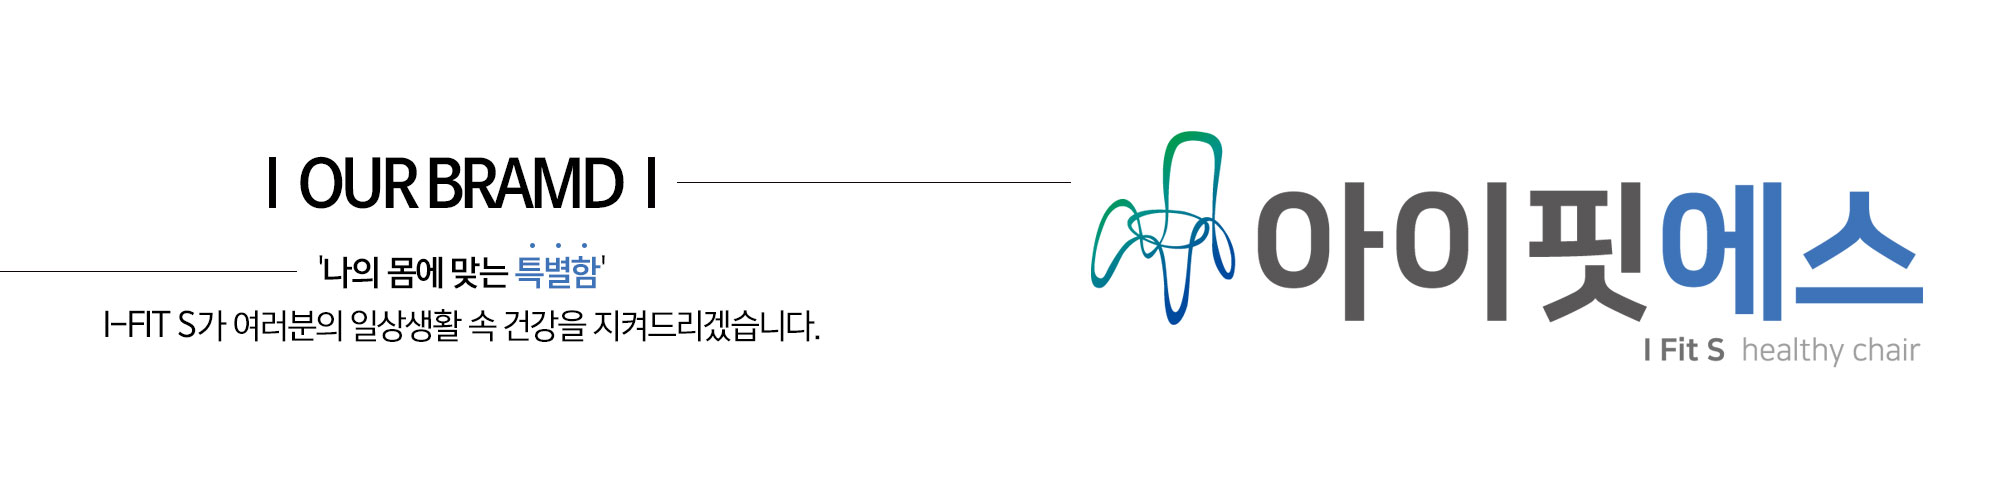 I OUR BRAMD I
'나의 몸에 맞는 특별함'
I-FIT S가 여러분의 일상생활 속 건강을 지켜드리겠습니다.
아이핏에스
I Fit S healthy chair